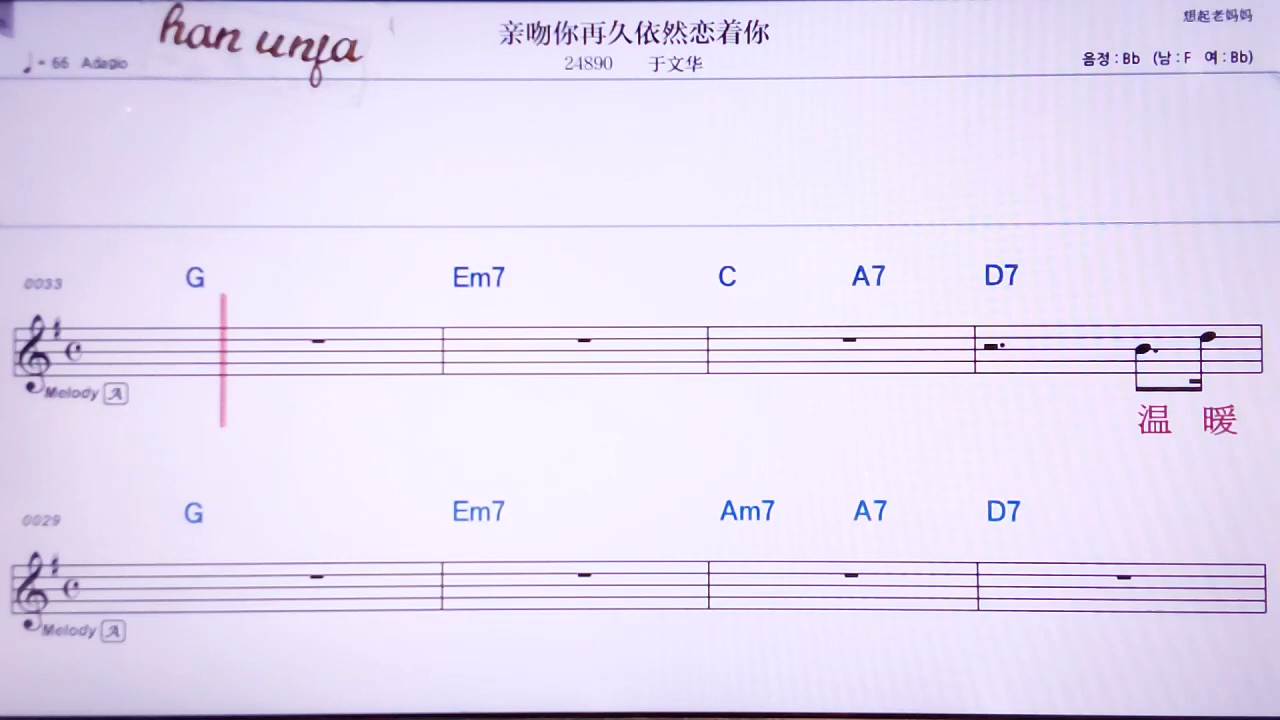 han unfa
亲吻你再久依然恋着你
想起老妈妈
♩= 66 Adagio
24890 于文华
음정 : Bb (남 : F 여 : Bb)
0033
G Em7 C A7 D7
Melody A
温 暖
0029
G Em7 Am7 A7 D7
Melody A